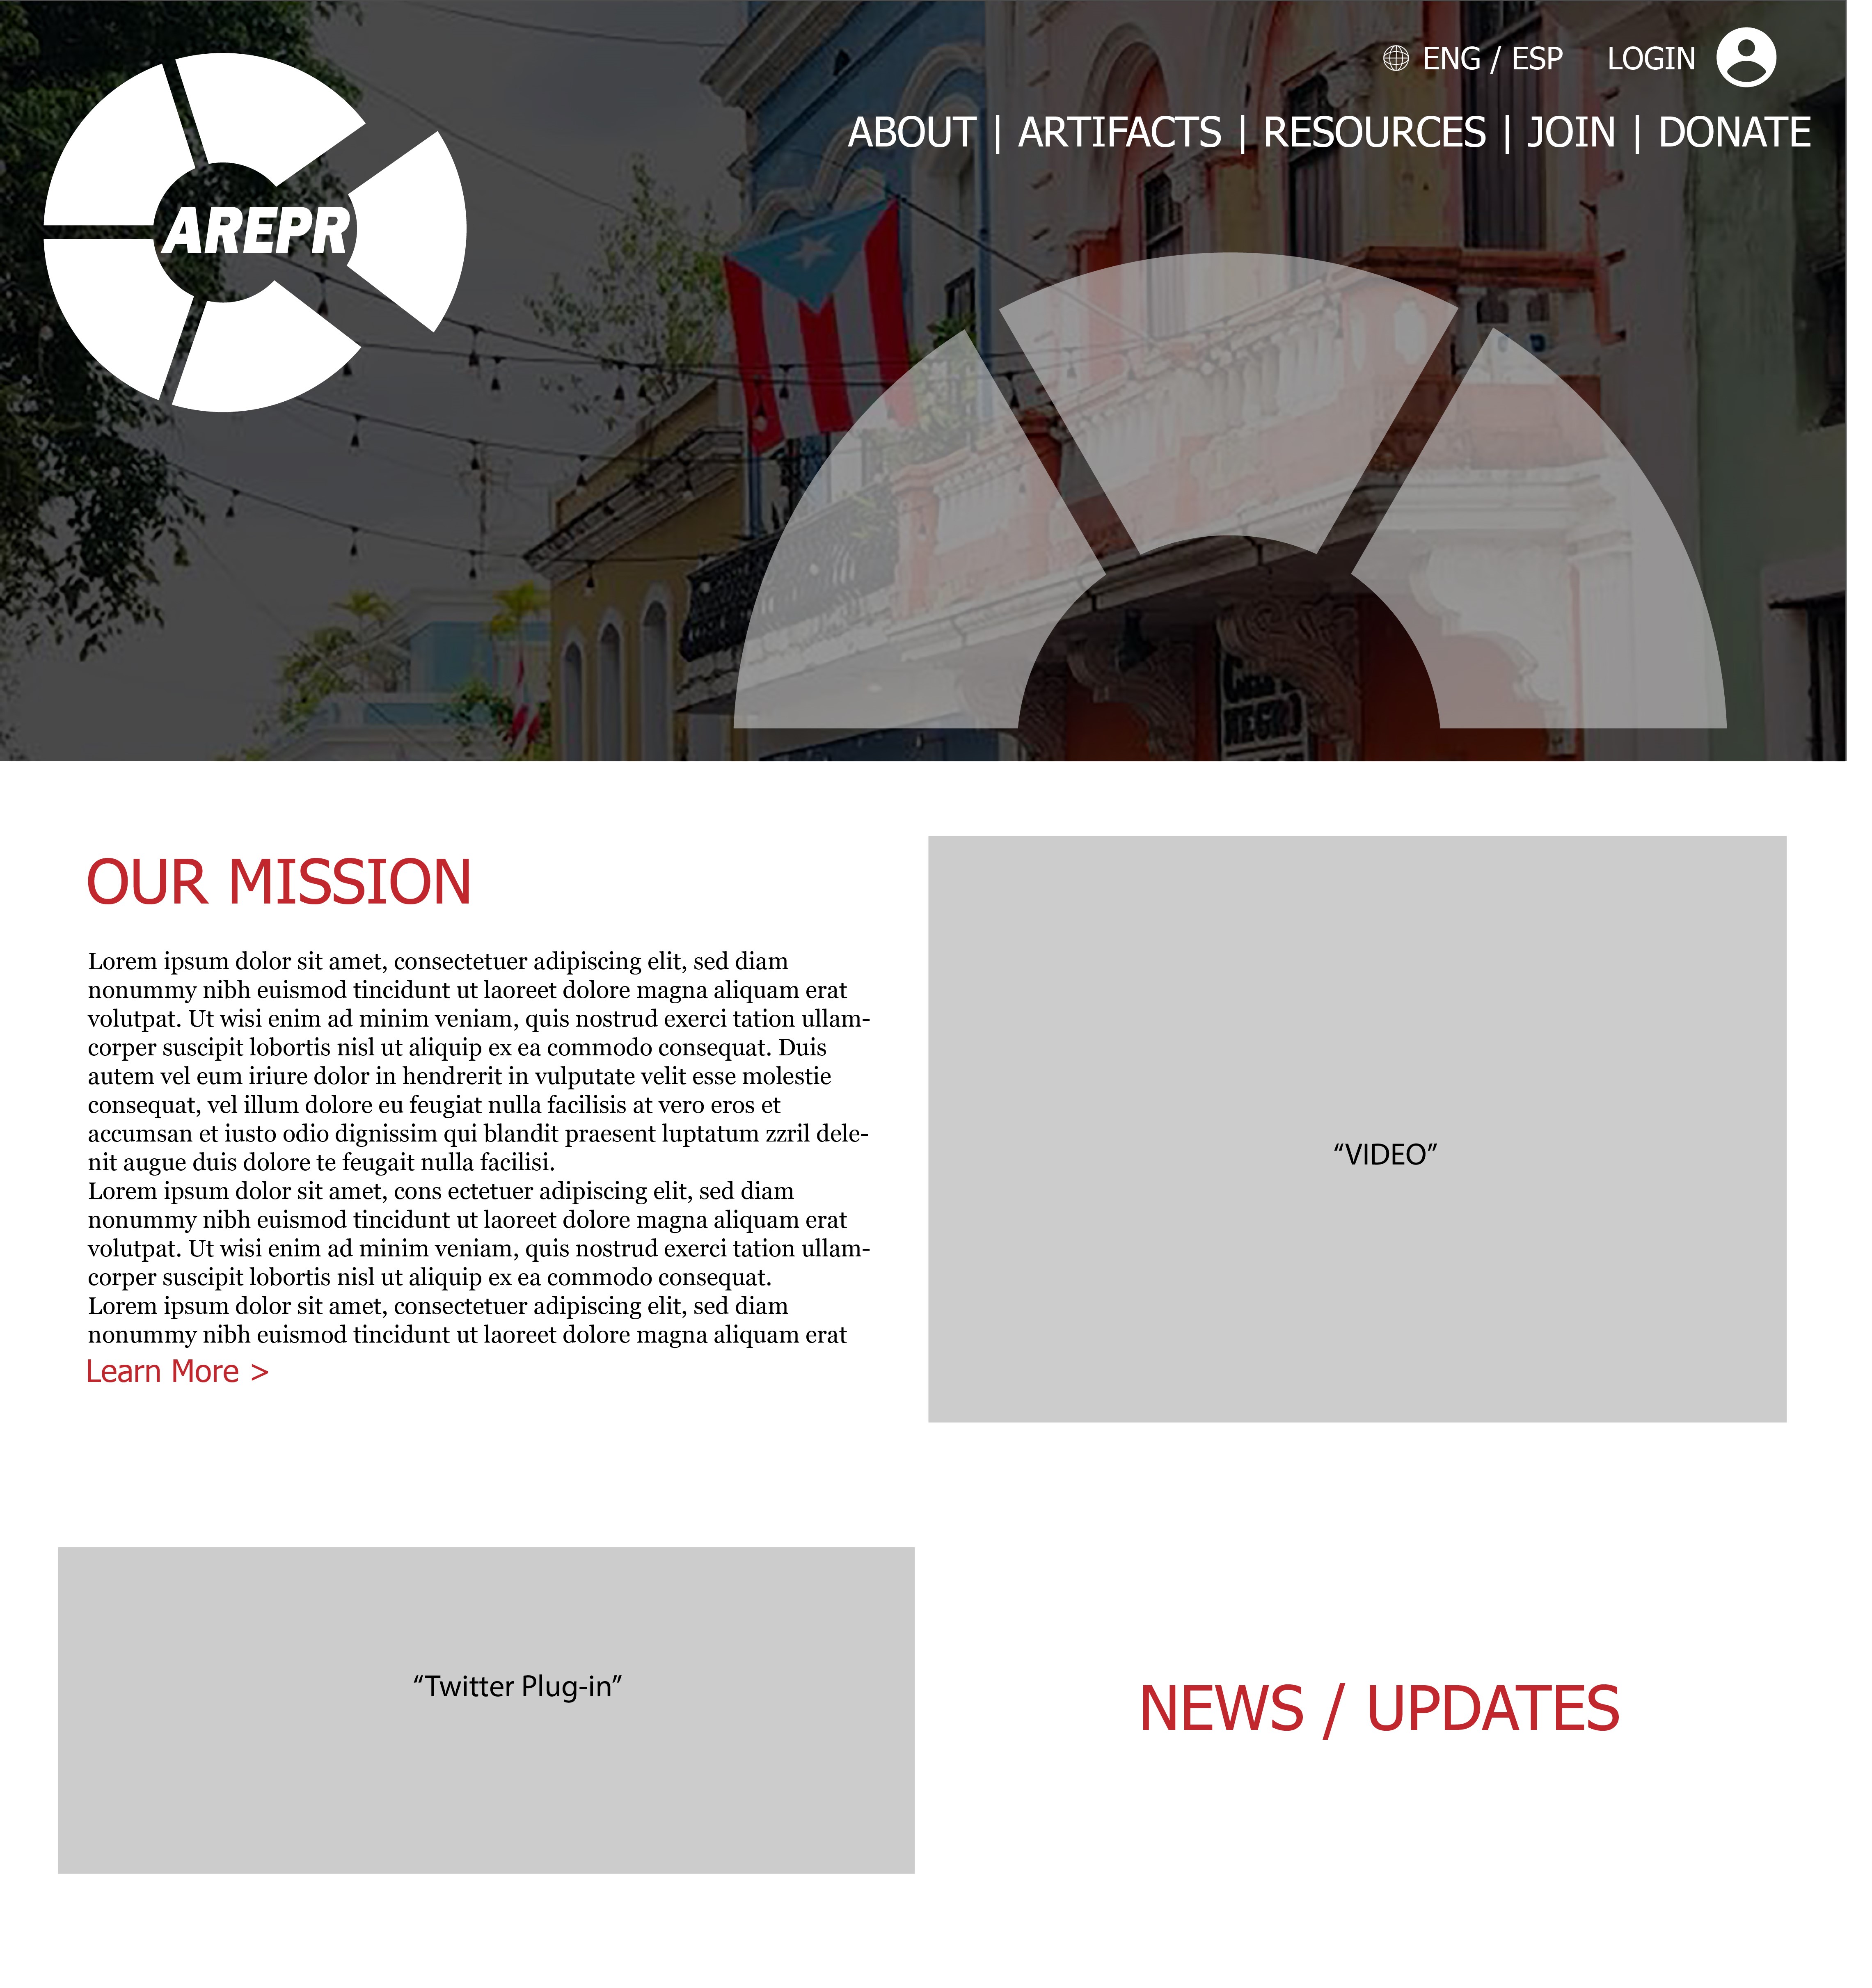 ENG / ESP LOGIN
ABOUT | ARTIFACTS | RESOURCES | JOIN | DONATE
AREPR
NEGRO
OUR MISSION
Lorem ipsum dolor sit amet, consectetuer adipiscing elit, sed diam
nonummy nibh euismod tincidunt ut laoreet dolore magna aliquam erat
volutpat. Ut wisi enim ad minim veniam, quis nostrud exerci tation ullam-
corper suscipit lobortis nisl ut aliquip ex ea commodo consequat. Duis
autem vel eum iriure dolor in hendrerit in vulputate velit esse molestie
consequat, vel illum dolore eu feugiat nulla facilisis at vero eros et
accumsan et iusto odio dignissim qui blandit praesent luptatum zzril dele-
nit augue duis dolore te feugait nulla facilisi.
Lorem ipsum dolor sit amet, cons ectetuer adipiscing elit, sed diam
nonummy nibh euismod tincidunt ut laoreet dolore magna aliquam erat
volutpat. Ut wisi enim ad minim veniam, quis nostrud exerci tation ullam-
corper suscipit lobortis nisl ut aliquip ex ea commodo consequat.
Lorem ipsum dolor sit amet, consectetuer adipiscing elit, sed diam
nonummy nibh euismod tincidunt ut laoreet dolore magna aliquam erat
Learn More >
“VIDEO”
“Twitter Plug-in”
NEWS / UPDATES